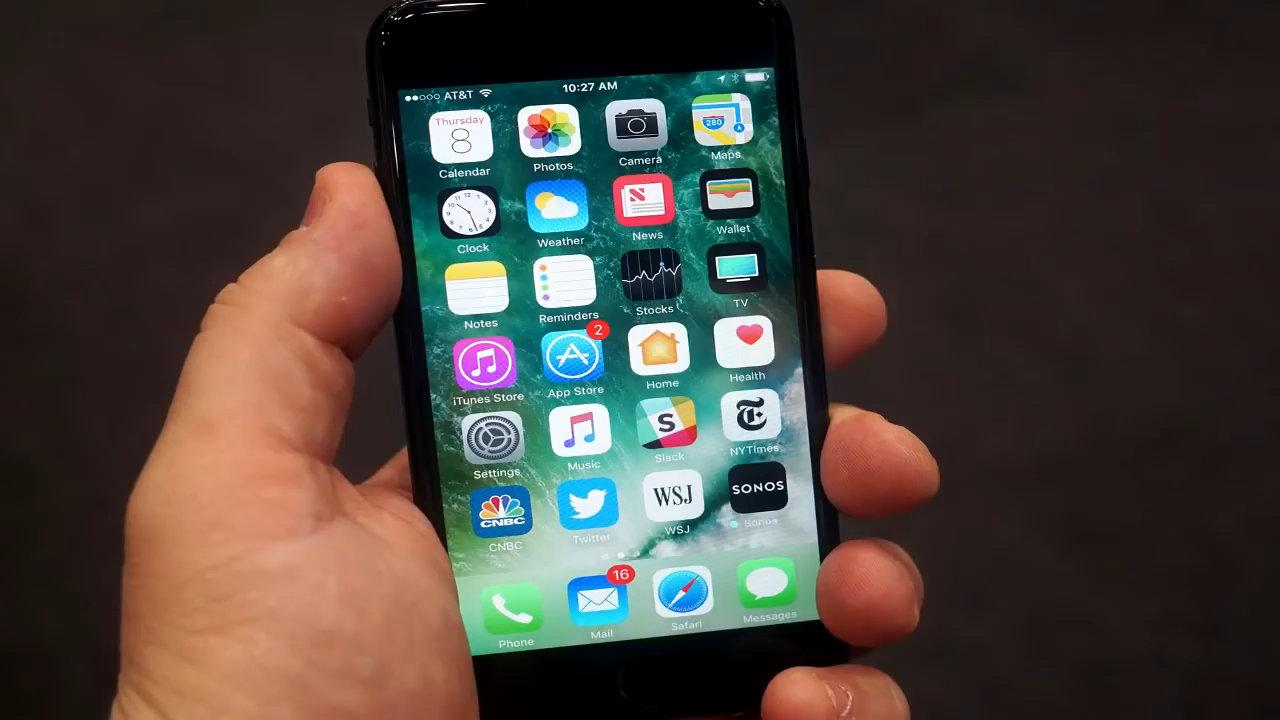 AT&T 10:27 AM
Thursday
8
280
Calendar Photos Camera Maps
12
Clock Weather News Wallet
Notes Reminders Stocks TV
2
iTunes Store App Store Home Health
S T
Settings Music Slack NYTimes
CNBC WSJ SONOS
CNBC Twitter WSJ Sonos
16
Phone Mail Safari Messages